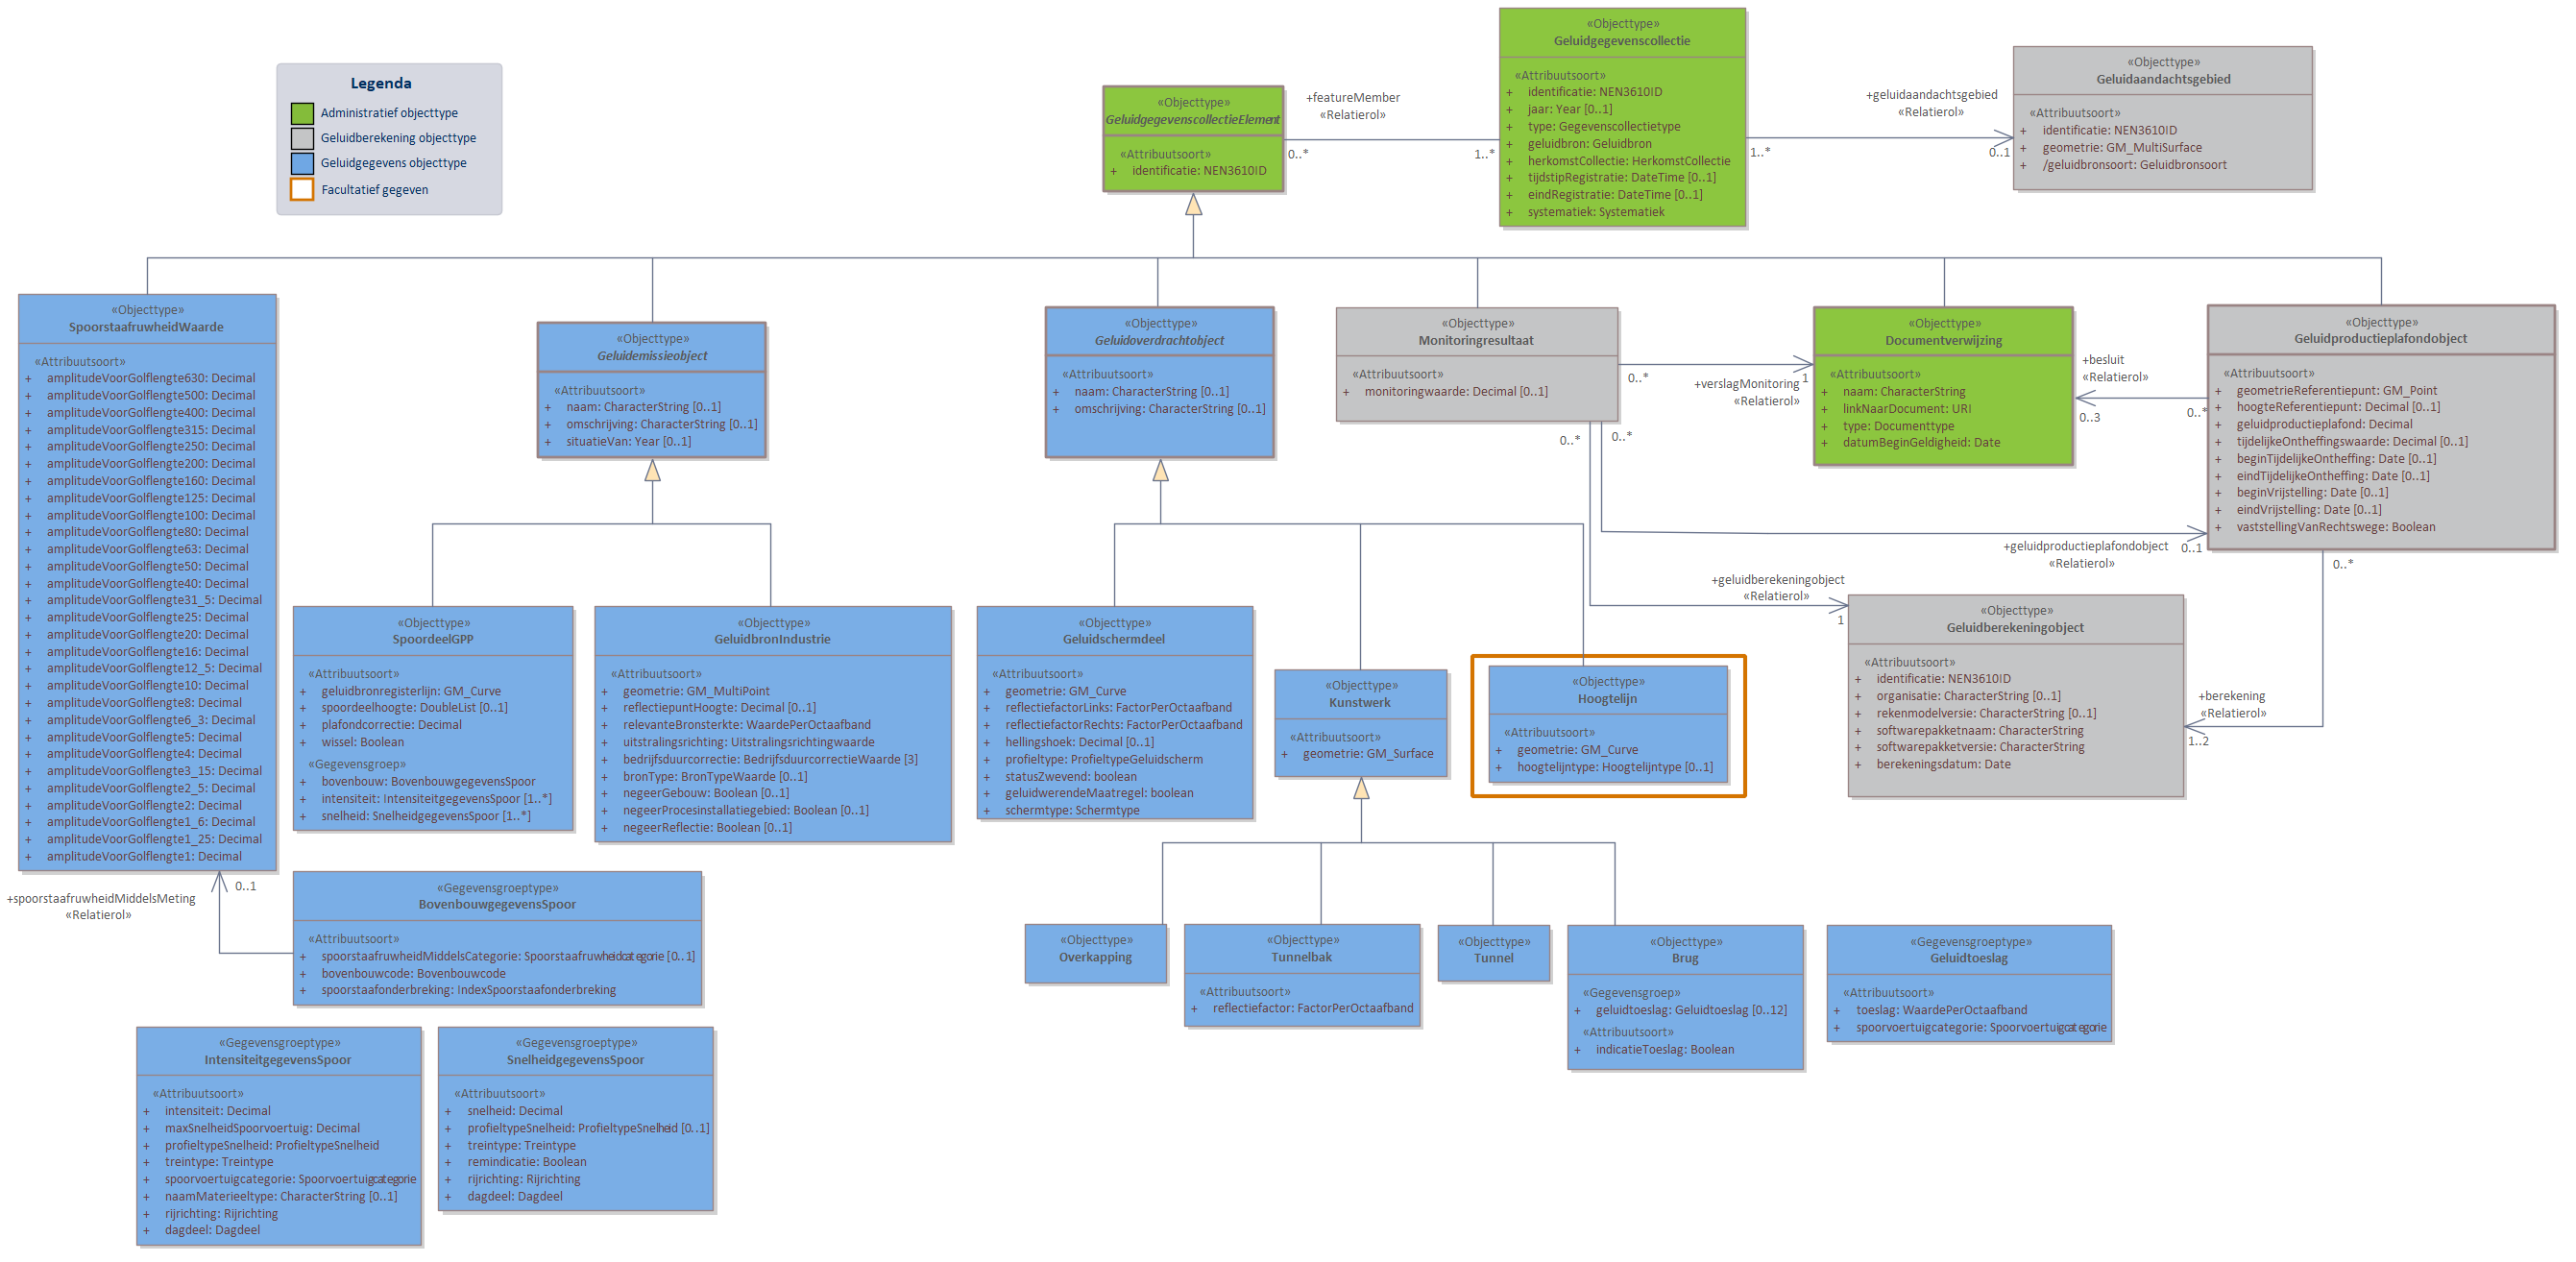 Legenda
Administratief objecttype
Geluidberekening objecttype
Geluidgegevens objecttype
Facultatief gegeven
«Objecttype»
GeluidgegevenscollectieElement
«Attribuutsoort»
+ identificatie: NEN3610ID
+featureMember
«Relatierol»
0..*
1..*
«Objecttype»
Geluidgegevenscollectie
«Attribuutsoort»
+ identificatie: NEN3610ID
+ jaar: Year [0..1]
+ type: Gegevenscollectietype
+ geluidbron: Geluidbron
+ herkomstCollectie: HerkomstCollectie
+ tijdstipRegistratie: DateTime [0..1]
+ eindRegistratie: DateTime [0..1]
+ systematiek: Systematiek
+geluidaandachtsgebied
«Relatierol»
1..*
0..1
«Objecttype»
Geluidaandachtsgebied
«Attribuutsoort»
+ identificatie: NEN3610ID
+ geometrie: GM_MultiSurface
+ /geluidbronsoort: Geluidbronsoort
«Objecttype»
SpoorstaafruwheidWaarde
«Attribuutsoort»
+ amplitudeVoorGolflengte630: Decimal
+ amplitudeVoorGolflengte500: Decimal
+ amplitudeVoorGolflengte400: Decimal
+ amplitudeVoorGolflengte315: Decimal
+ amplitudeVoorGolflengte250: Decimal
+ amplitudeVoorGolflengte200: Decimal
+ amplitudeVoorGolflengte160: Decimal
+ amplitudeVoorGolflengte125: Decimal
+ amplitudeVoorGolflengte100: Decimal
+ amplitudeVoorGolflengte80: Decimal
+ amplitudeVoorGolflengte63: Decimal
+ amplitudeVoorGolflengte50: Decimal
+ amplitudeVoorGolflengte40: Decimal
+ amplitudeVoorGolflengte31_5: Decimal
+ amplitudeVoorGolflengte25: Decimal
+ amplitudeVoorGolflengte20: Decimal
+ amplitudeVoorGolflengte16: Decimal
+ amplitudeVoorGolflengte12_5: Decimal
+ amplitudeVoorGolflengte10: Decimal
+ amplitudeVoorGolflengte8: Decimal
+ amplitudeVoorGolflengte6_3: Decimal
+ amplitudeVoorGolflengte5: Decimal
+ amplitudeVoorGolflengte4: Decimal
+ amplitudeVoorGolflengte3_15: Decimal
+ amplitudeVoorGolflengte2_5: Decimal
+ amplitudeVoorGolflengte2: Decimal
+ amplitudeVoorGolflengte1_6: Decimal
+ amplitudeVoorGolflengte1_25: Decimal
+ amplitudeVoorGolflengte1: Decimal
«Objecttype»
Geluidemissieobject
«Attribuutsoort»
+ naam: CharacterString [0..1]
+ omschrijving: CharacterString [0..1]
+ situatieVan: Year [0..1]
«Objecttype»
Geluidoverdrachtobject
«Attribuutsoort»
+ naam: CharacterString [0..1]
+ omschrijving: CharacterString [0..1]
«Objecttype»
Monitoringresultaat
«Attribuutsoort»
+ monitoringwaarde: Decimal [0..1]
0..*
+verslagMonitoring
«Relatierol»
1
0..*
0..*
«Objecttype»
Documentverwijzing
«Attribuutsoort»
+ naam: CharacterString
+ linkNaarDocument: URI
+ type: Documenttype
+ datumBeginGeldigheid: Date
+besluit
«Relatierol»
0..3
0..*
«Objecttype»
Geluidproductieplafondobject
«Attribuutsoort»
+ geometrieReferentiepunt: GM_Point
+ hoogteReferentiepunt: Decimal [0..1]
+ geluidproductieplafond: Decimal
+ tijdelijkeOntheffingswaarde: Decimal [0..1]
+ beginTijdelijkeOntheffing: Date [0..1]
+ eindTijdelijkeOntheffing: Date [0..1]
+ beginVrijstelling: Date [0..1]
+ eindVrijstelling: Date [0..1]
+ vaststellingVanRechtswege: Boolean
+geluidproductieplafondobject
«Relatierol»
0..1
0..*
+geluidberekeningobject
«Relatierol»
1
+berekening
«Relatierol»
1..2
«Objecttype»
Geluidberekeningobject
«Attribuutsoort»
+ identificatie: NEN3610ID
+ organisatie: CharacterString [0..1]
+ rekenmodelversie: CharacterString [0..1]
+ softwarepakketnaam: CharacterString
+ softwarepakketversie: CharacterString
+ berekeningsdatum: Date
«Objecttype»
SpoordeelGPP
«Attribuutsoort»
+ geluidbronregisterlijn: GM_Curve
+ spoordeelhoogte: DoubleList [0..1]
+ plafondcorrectie: Decimal
+ wissel: Boolean
«Gegevensgroep»
+ bovenbouw: BovenbouwgegevensSpoor
+ intensiteit: IntensiteitgegevensSpoor [1..*]
+ snelheid: SnelheidgegevensSpoor [1..*]
«Objecttype»
GeluidbronIndustrie
«Attribuutsoort»
+ geometrie: GM_MultiPoint
+ reflectiepuntHoogte: Decimal [0..1]
+ relevanteBronsterkte: WaardePerOctaafband
+ uitstralingsrichting: Uitstralingsrichtingwaarde
+ bedrijfsduurcorrectie: BedrijfsduurcorrectieWaarde [3]
+ bronType: BronTypeWaarde [0..1]
+ negeerGebouw: Boolean [0..1]
+ negeerProcesinstallatiegebied: Boolean [0..1]
+ negeerReflectie: Boolean [0..1]
«Objecttype»
Geluidschermdeel
«Attribuutsoort»
+ geometrie: GM_Curve
+ reflectiefactorLinks: FactorPerOctaafband
+ reflectiefactorRechts: FactorPerOctaafband
+ hellingshoek: Decimal [0..1]
+ profieltype: ProfieltypeGeluidscherm
+ statusZwevend: boolean
+ geluidwerendeMaatregel: boolean
+ schermtype: Schermtype
«Objecttype»
Kunstwerk
«Attribuutsoort»
+ geometrie: GM_Surface
«Objecttype»
Hoogtelijn
«Attribuutsoort»
+ geometrie: GM_Curve
+ hoogtelijntype: Hoogtelijntype [0..1]
+spoorstaafruwheidMiddelsMeting
«Relatierol»
0..1
«Gegevensgroeptype»
BovenbouwgegevensSpoor
«Attribuutsoort»
+ spoorstaafruwheidMiddelsCategorie: Spoorstaafruwheidcategorie [0..1]
+ bovenbouwcode: Bovenbouwcode
+ spoorstaafonderbreking: IndexSpoorstaafonderbreking
«Objecttype»
Overkapping
«Objecttype»
Tunnelbak
«Attribuutsoort»
+ reflectiefactor: FactorPerOctaafband
«Objecttype»
Tunnel
«Objecttype»
Brug
«Gegevensgroep»
+ geluidtoeslag: Geluidtoeslag [0..12]
«Attribuutsoort»
+ indicatieToeslag: Boolean
«Gegevensgroeptype»
Geluidtoeslag
«Attribuutsoort»
+ toeslag: WaardePerOctaafband
+ spoorvoertuigcategorie: Spoorvoertuigcategorie
«Gegevensgroeptype»
IntensiteitgegevensSpoor
«Attribuutsoort»
+ intensiteit: Decimal
+ maxSnelheidSpoorvoertuig: Decimal
+ profieltypeSnelheid: ProfieltypeSnelheid
+ treintype: Treintype
+ spoorvoertuigcategorie: Spoorvoertuigcategorie
+ naamMaterieeltype: CharacterString [0..1]
+ rijrichting: Rijrichting
+ dagdeel: Dagdeel
«Gegevensgroeptype»
SnelheidgegevensSpoor
«Attribuutsoort»
+ snelheid: Decimal
+ profieltypeSnelheid: ProfieltypeSnelheid [0..1]
+ treintype: Treintype
+ remindicatie: Boolean
+ rijrichting: Rijrichting
+ dagdeel: Dagdeel